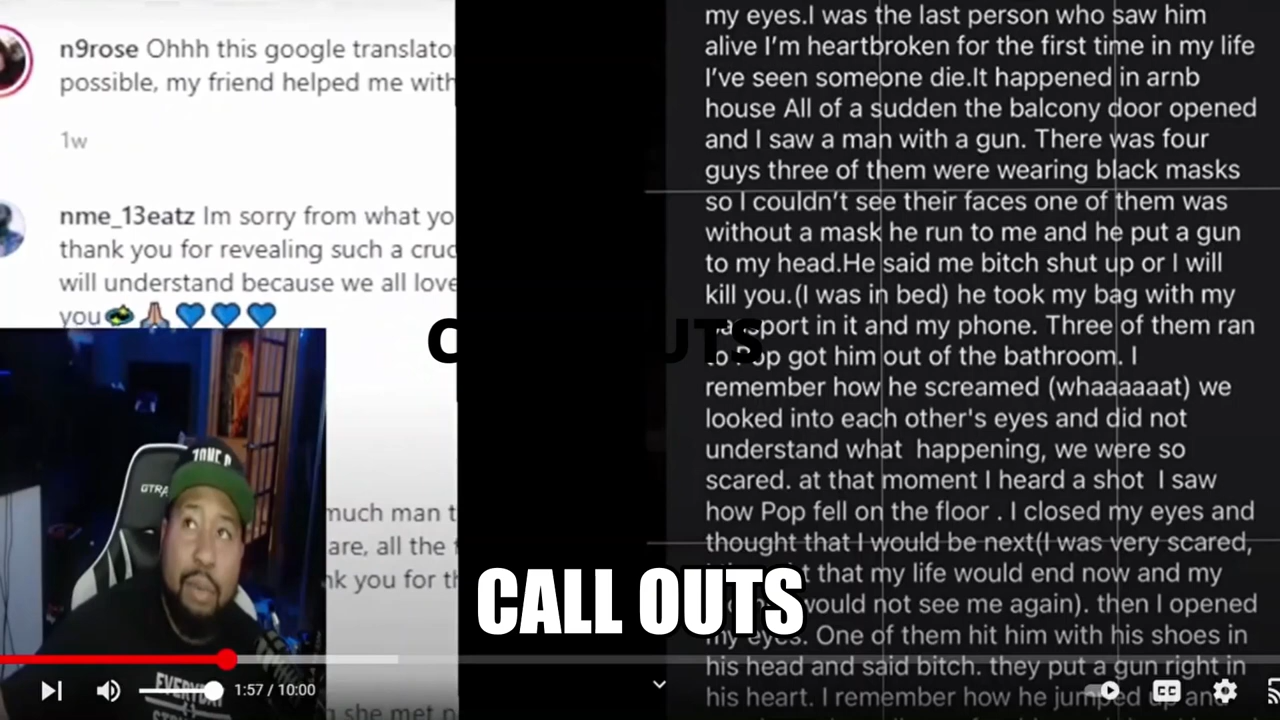 n9rose Ohhh this google translator
possible, my friend helped me with
1w
nme_13eatz Im sorry from what yo
thank you for revealing such a cruc
will understand because we all love
you
much man t
are, all the
nk you for th
she met
my eyes.I was the last person who saw him
alive I'm heartbroken for the first time in my life
I've seen someone die.It happened in arnb
house All of a sudden the balcony door opened
and I saw a man with a gun. There was four
guys three of them were wearing black masks
so I couldn't see their faces one of them was
without a mask he run to me and he put a gun
to my head.He said me bitch shut up or I will
kill you.(I was in bed) he took my bag with my
passport in it and my phone. Three of them ran
to Pop got him out of the bathroom. I
remember how he screamed (whaaaaaat) we
looked into each other's eyes and did not
understand what happening, we were so
scared. at that moment I heard a shot I saw
how Pop fell on the floor . I closed my eyes and
thought that I would be next(I was very scared,
that my life would end now and my
would not see me again). then I opened
my eyes. One of them hit him with his shoes in
his head and said bitch. they put a gun right in
his heart. I remember how he jumped up and
CALL OUTS
ZONE
GTRA
EVERYDAY
1:57 / 10:00
CC